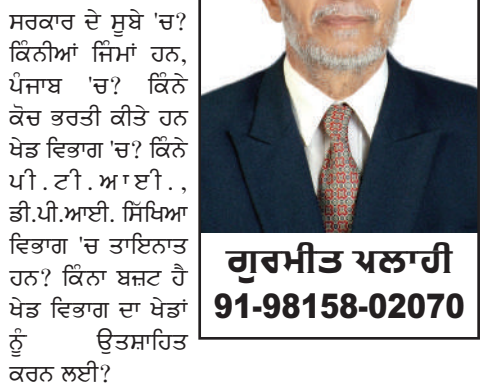 ਸਰਕਾਰ ਦੇ ਸੂਬੇ 'ਚ?
ਕਿੰਨੀਆਂ ਜਿੰਮਾਂ ਹਨ,
ਪੰਜਾਬ 'ਚ? ਕਿੰਨੇ
ਕੋਚ ਭਰਤੀ ਕੀਤੇ ਹਨ
ਖੇਡ ਵਿਭਾਗ 'ਚ? ਕਿੰਨੇ
ਪੀ.ਟੀ.ਆਈ.,
ਡੀ.ਪੀ.ਆਈ. ਸਿੱਖਿਆ
ਵਿਭਾਗ 'ਚ ਤਾਇਨਾਤ
ਹਨ? ਕਿੰਨਾ ਬਜ਼ਟ ਹੈ
ਖੇਡ ਵਿਭਾਗ ਦਾ ਖੇਡਾਂ
ਨੂੰ ਉਤਸ਼ਾਹਿਤ
ਕਰਨ ਲਈ?
ਗੁਰਮੀਤ ਪਲਾਹੀ
91-98158-02070